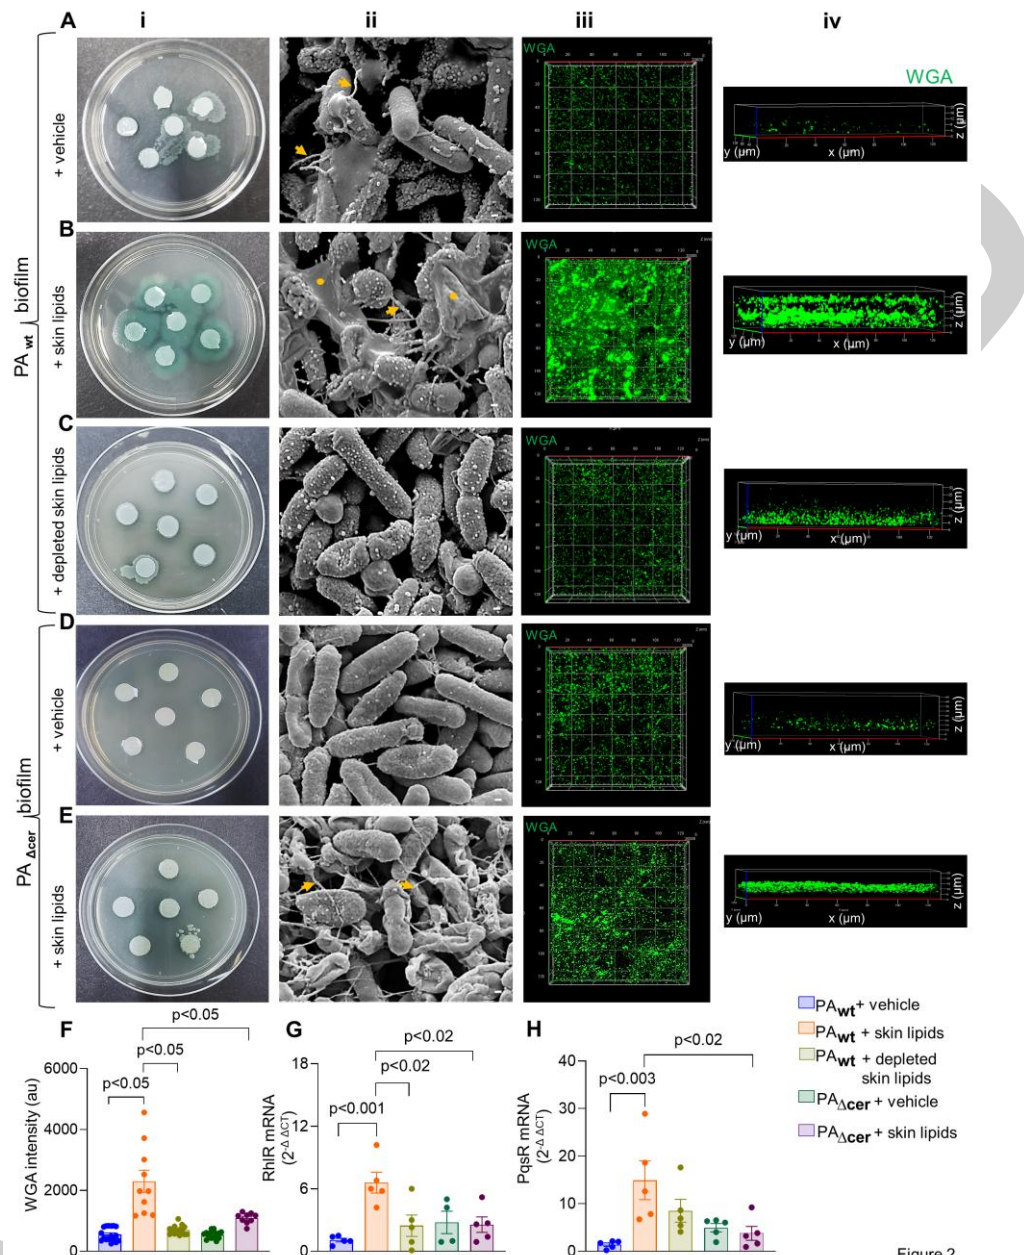 A i ii iii iv
PAwt biofilm
+ vehicle
WGA
WGA
y (µm) x (µm) z (µm)
B
+ skin lipids
WGA
y (µm) x (µm) z (µm)
C
+ depleted skin lipids
WGA
y (µm) x (µm) z (µm)
PAΔcer biofilm
D
+ vehicle
WGA
y (µm) x (µm) z (µm)
E
+ skin lipids
WGA
y (µm) x (µm) z (µm)
F
p<0.05
p<0.05
p<0.05
WGA intensity (au)
6000
4000
2000
0
G
p<0.02
p<0.02
p<0.001
RhlR mRNA
(2-Δ ΔCT)
18
12
6
0
H
p<0.02
p<0.003
PqsR mRNA
(2-Δ ΔCT)
40
30
20
10
0
PAwt+ vehicle
PAwt + skin lipids
PAwt + depleted
skin lipids
PAΔcer + vehicle
PAΔcer + skin lipids
Figure 2